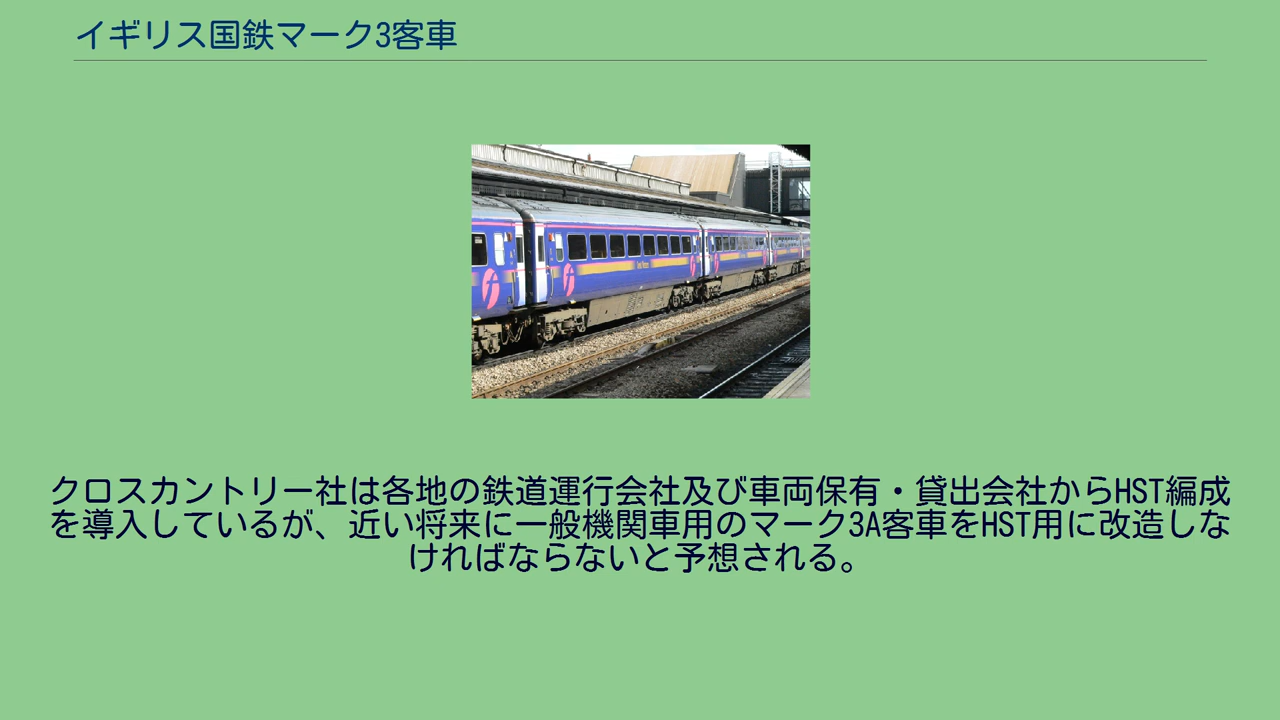 イギリス国鉄マーク3客車
クロスカントリー社は各地の鉄道運行会社及び車両保有・貸出会社からHST編成
を導入しているが、近い将来に一般機関車用のマーク3A客車をHST用に改造しな
ければならないと予想される。